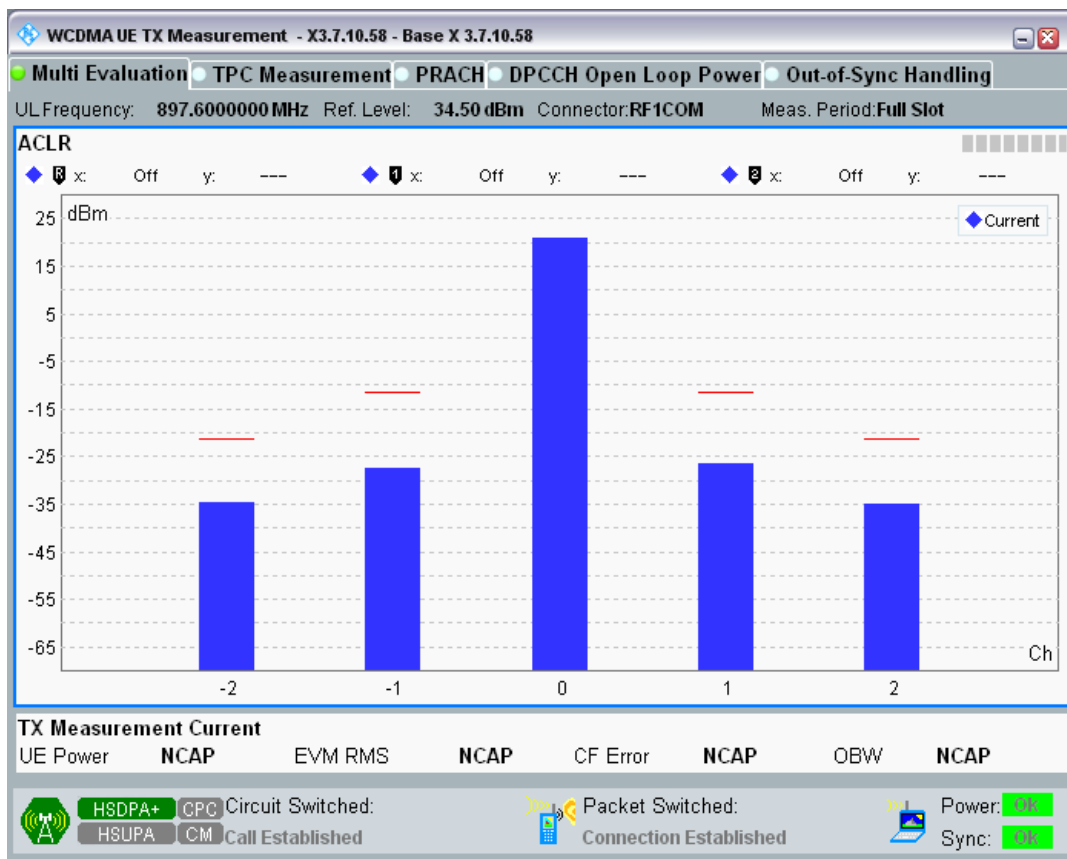 WCDMA UE TX Measurement - X3.7.10.58 - Base X 3.7.10.58
Multi Evaluation TPC Measurement PRACH DPCCH Open Loop Power Out-of-Sync Handling
UL Frequency: 897.6000000 MHz Ref. Level: 34.50 dBm Connector:RF1COM Meas. Period:Full Slot
ACLR
R x: Off y: --- 1 x: Off y: --- 2 x: Off y: ---
dBm
Current
25
15
5
-5
-15
-25
-35
-45
-55
-65
Ch
-2 -1 0 1 2
TX Measurement Current
UE Power NCAP EVM RMS NCAP CF Error NCAP OBW NCAP
HSDPA+ CPC Circuit Switched: Packet Switched: Power: OK
HSUPA CM Call Established Connection Established Sync: OK